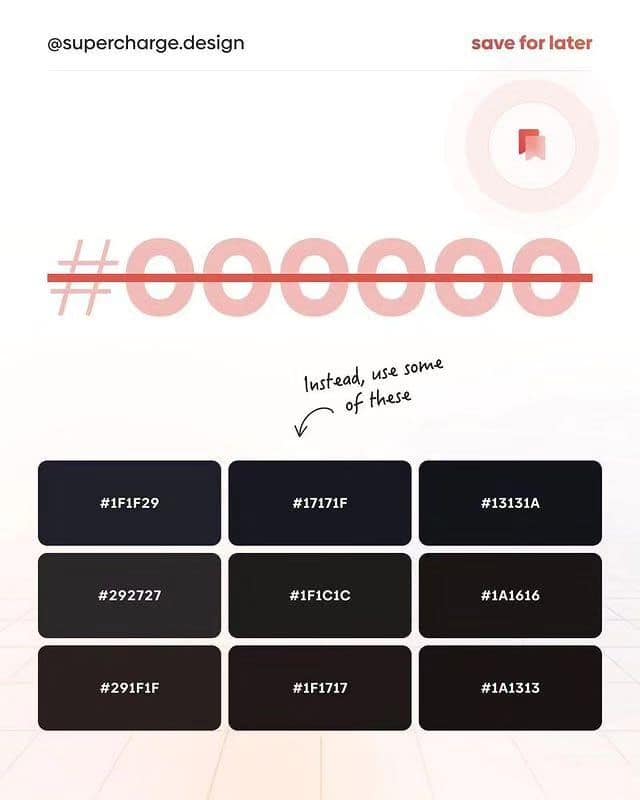 @supercharge.design
save for later
#000000
Instead, use some
of these
#1F1F29
#17171F
#13131A
#292727
#1F1C1C
#1A1616
#291F1F
#1F1717
#1A1313